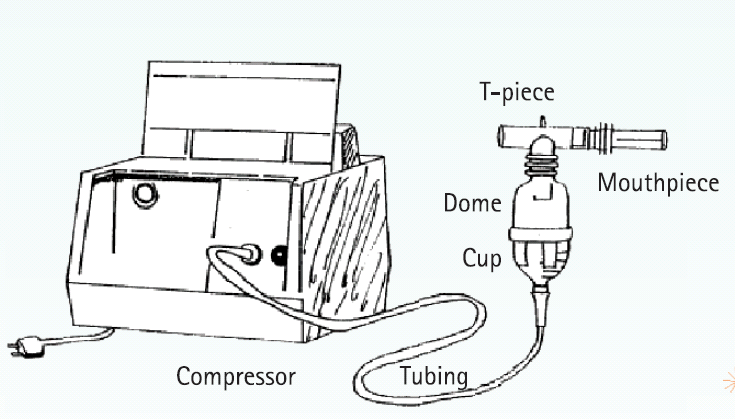 T-piece
Mouthpiece
Dome
Cup
Compressor
Tubing